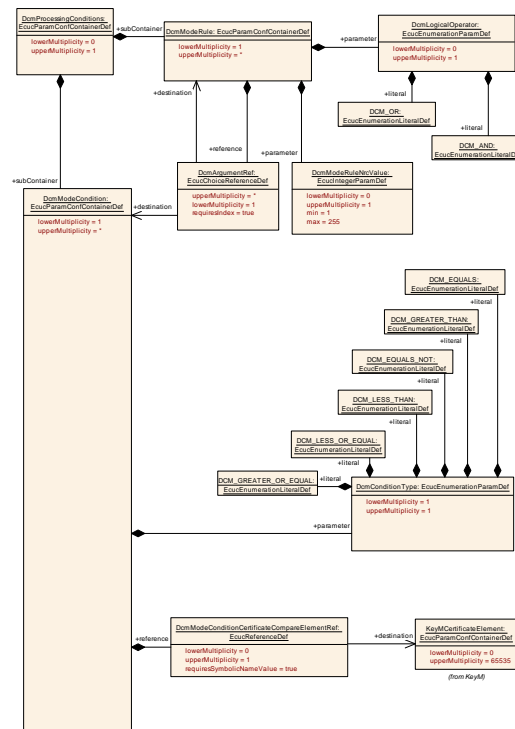 DcmProcessingConditions:
EcucParamConfContainerDef
lowerMultiplicity = 0
upperMultiplicity = 1
+subContainer
DcmModeRule: EcucParamConfContainerDef
lowerMultiplicity = 1
upperMultiplicity = *
+parameter
DcmLogicalOperator:
EcucEnumerationParamDef
lowerMultiplicity = 0
upperMultiplicity = 1
+destination
+literal
DCM_OR:
EcucEnumerationLiteralDef
+literal
DCM_AND:
EcucEnumerationLiteralDef
+reference
+parameter
+subContainer
DcmArgumentRef:
EcucChoiceReferenceDef
upperMultiplicity = *
lowerMultiplicity = 1
requiresIndex = true
DcmModeRuleNrcValue:
EcucIntegerParamDef
lowerMultiplicity = 0
upperMultiplicity = 1
min = 1
max = 255
DcmModeCondition:
EcucParamConfContainerDef
lowerMultiplicity = 1
upperMultiplicity = *
+destination
DCM_EQUALS:
EcucEnumerationLiteralDef
+literal
DCM_GREATER_THAN:
EcucEnumerationLiteralDef
+literal
DCM_EQUALS_NOT:
EcucEnumerationLiteralDef
+literal
DCM_LESS_THAN:
EcucEnumerationLiteralDef
+literal
DCM_LESS_OR_EQUAL:
EcucEnumerationLiteralDef
+literal
DCM_GREATER_OR_EQUAL:
EcucEnumerationLiteralDef
+literal
DcmConditionType: EcucEnumerationParamDef
lowerMultiplicity = 1
upperMultiplicity = 1
+parameter
+reference
DcmModeConditionCertificateCompareElementRef:
EcucReferenceDef
lowerMultiplicity = 0
upperMultiplicity = 1
requiresSymbolicNameValue = true
+destination
KeyMCertificateElement:
EcucParamConfContainerDef
lowerMultiplicity = 0
upperMultiplicity = 65535
(from KeyM)